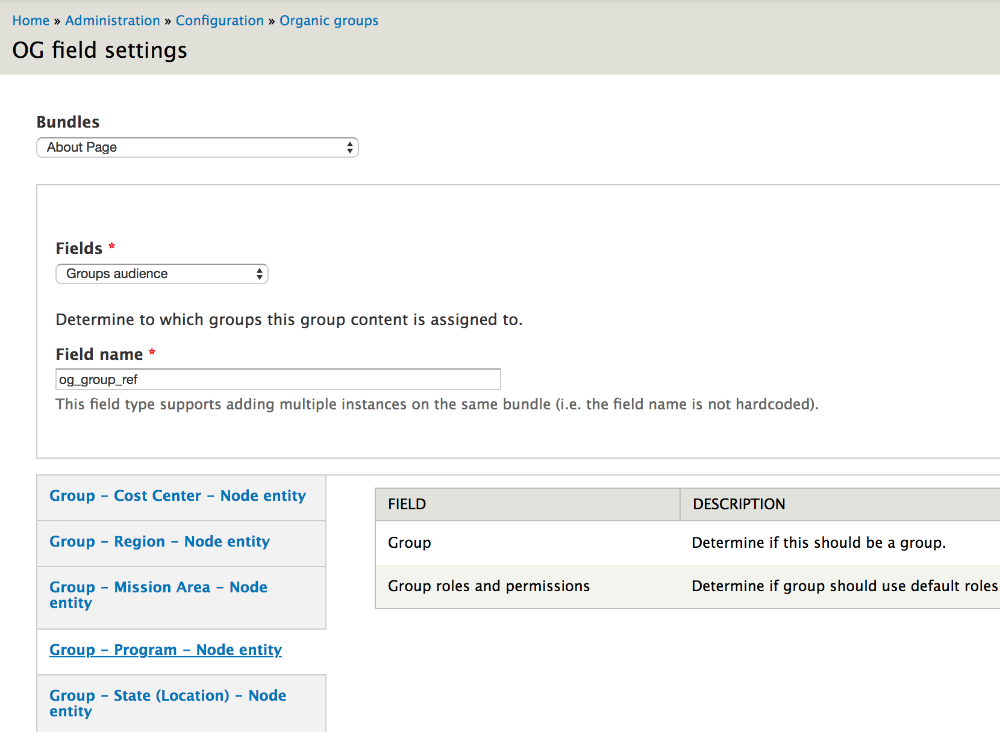 Home » Administration » Configuration » Organic groups
OG field settings
Bundles
About Page
Fields *
Groups audience
Determine to which groups this group content is assigned to.
Field name *
og_group_ref
This field type supports adding multiple instances on the same bundle (i.e. the field name is not hardcoded).
Group – Cost Center – Node entity
Group – Region – Node entity
Group – Mission Area – Node
entity
Group – Program – Node entity
Group – State (Location) – Node
entity
FIELD DESCRIPTION
Group Determine if this should be a group.
Group roles and permissions Determine if group should use default roles